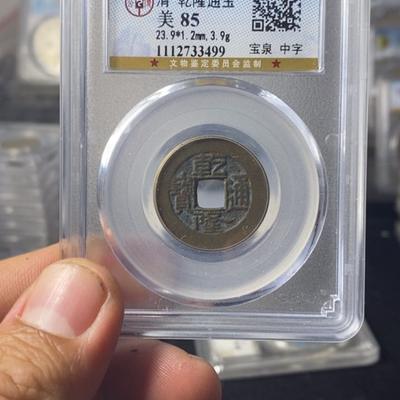 清 乾隆通宝
美 85
23.9*1.2mm, 3.9g
1112733499
宝泉 中字
★ 文物鉴定委员会监制 ★
乾隆通寶